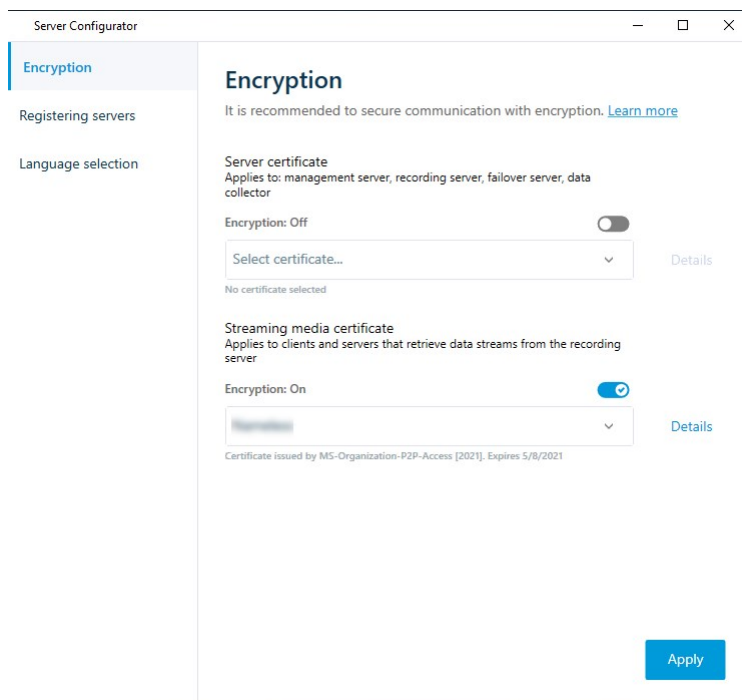 Server Configurator
Encryption
Registering servers
Language selection
Encryption
It is recommended to secure communication with encryption. Learn more
Server certificate
Applies to: management server, recording server, failover server, data
collector
Encryption: Off
Select certificate...
Details
No certificate selected
Streaming media certificate
Applies to clients and servers that retrieve data streams from the recording
server
Encryption: On
Details
Certificate issued by MS-Organization-P2P-Access [2021]. Expires 5/8/2021
Apply